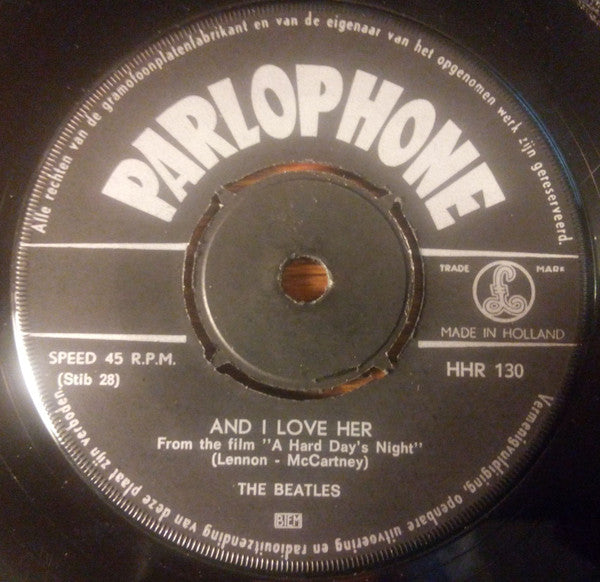 Alle rechten van de gramofoonplatenfabrikant en van de eigenaar van het opgenomen werk zijn gereserveerd.
PARLOPHONE
TRADE MARK
£
MADE IN HOLLAND
SPEED 45 R.P.M.
(Stib 28)
HHR 130
AND I LOVE HER
From the film "A Hard Day's Night"
(Lennon - McCartney)
THE BEATLES
BIEM
Vermenigvuldiging, openbare uitvoering en radiouitzending van deze plaat zijn verboden.